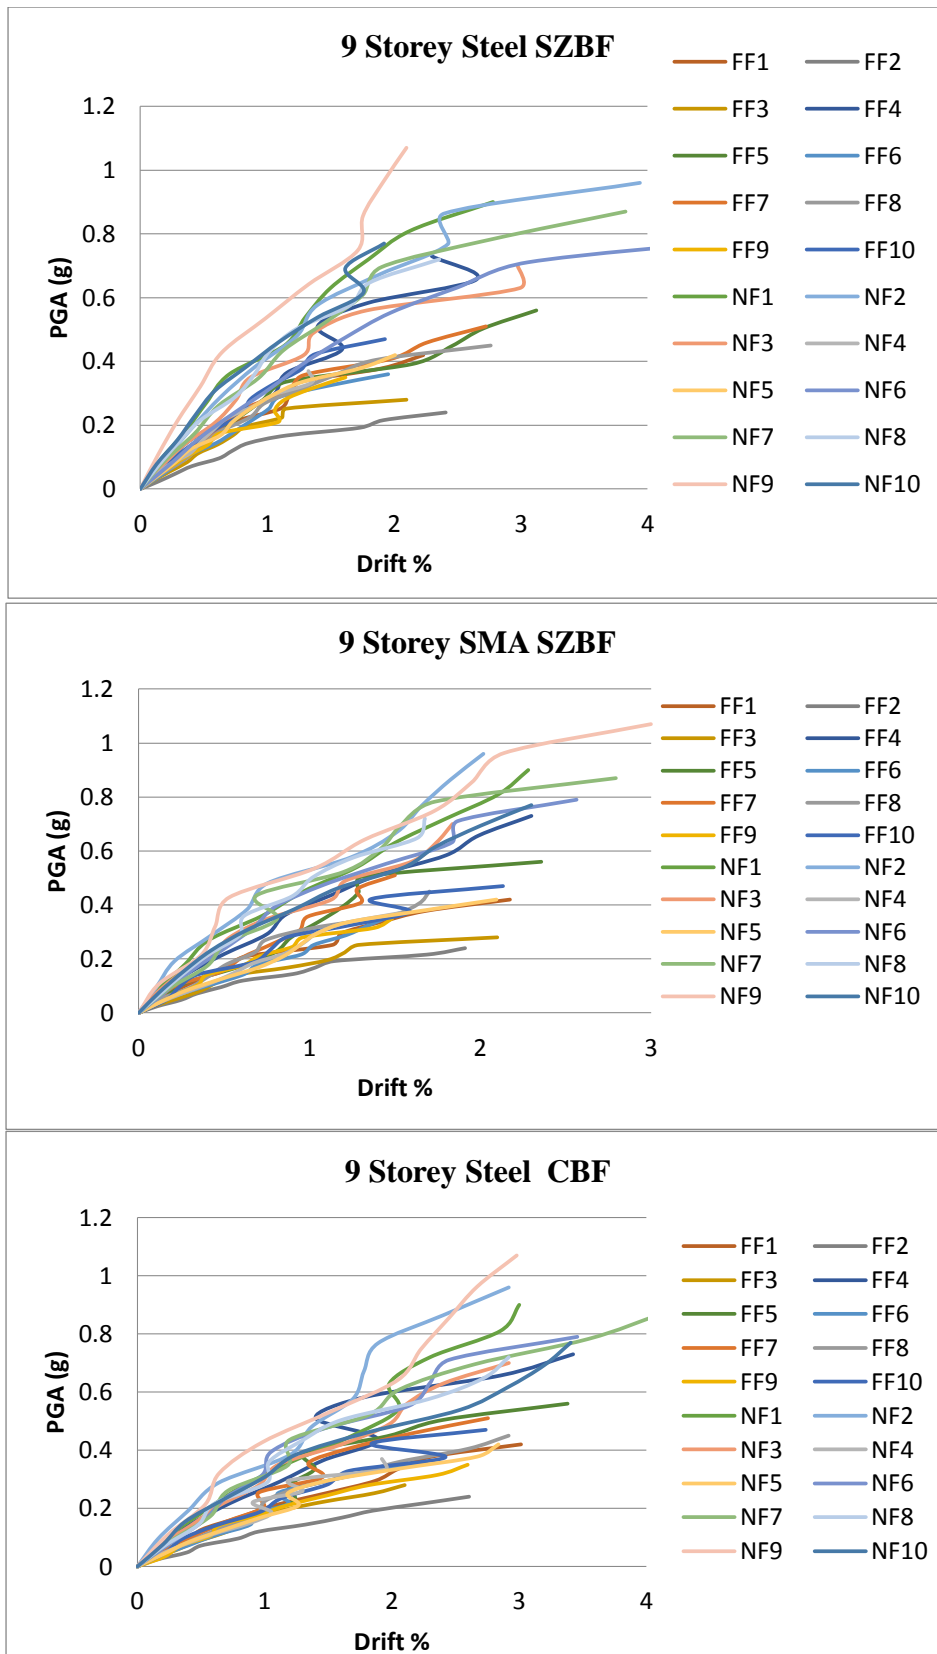 9 Storey Steel SZBF
FF1 FF2
FF3 FF4
FF5 FF6
FF7 FF8
FF9 FF10
NF1 NF2
NF3 NF4
NF5 NF6
NF7 NF8
NF9 NF10
PGA (g)
1.2
1
0.8
0.6
0.4
0.2
0
0 1 2 3 4
Drift %
9 Storey SMA SZBF
FF1 FF2
FF3 FF4
FF5 FF6
FF7 FF8
FF9 FF10
NF1 NF2
NF3 NF4
NF5 NF6
NF7 NF8
NF9 NF10
PGA (g)
1.2
1
0.8
0.6
0.4
0.2
0
0 1 2 3
Drift %
9 Storey Steel CBF
FF1 FF2
FF3 FF4
FF5 FF6
FF7 FF8
FF9 FF10
NF1 NF2
NF3 NF4
NF5 NF6
NF7 NF8
NF9 NF10
PGA (g)
1.2
1
0.8
0.6
0.4
0.2
0
0 1 2 3 4
Drift %